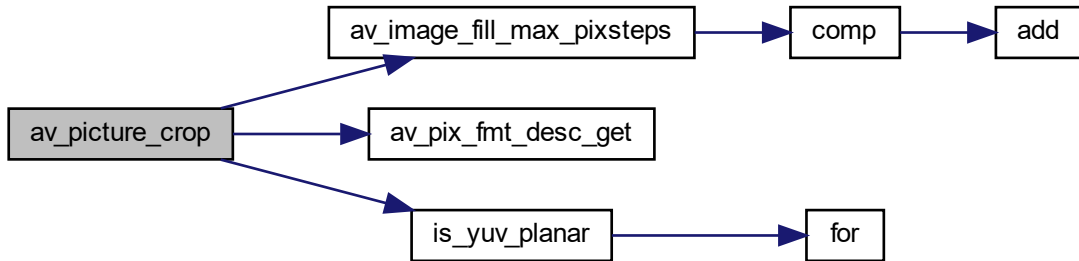 av_image_fill_max_pixsteps
comp
add
av_picture_crop
av_pix_fmt_desc_get
is_yuv_planar
for